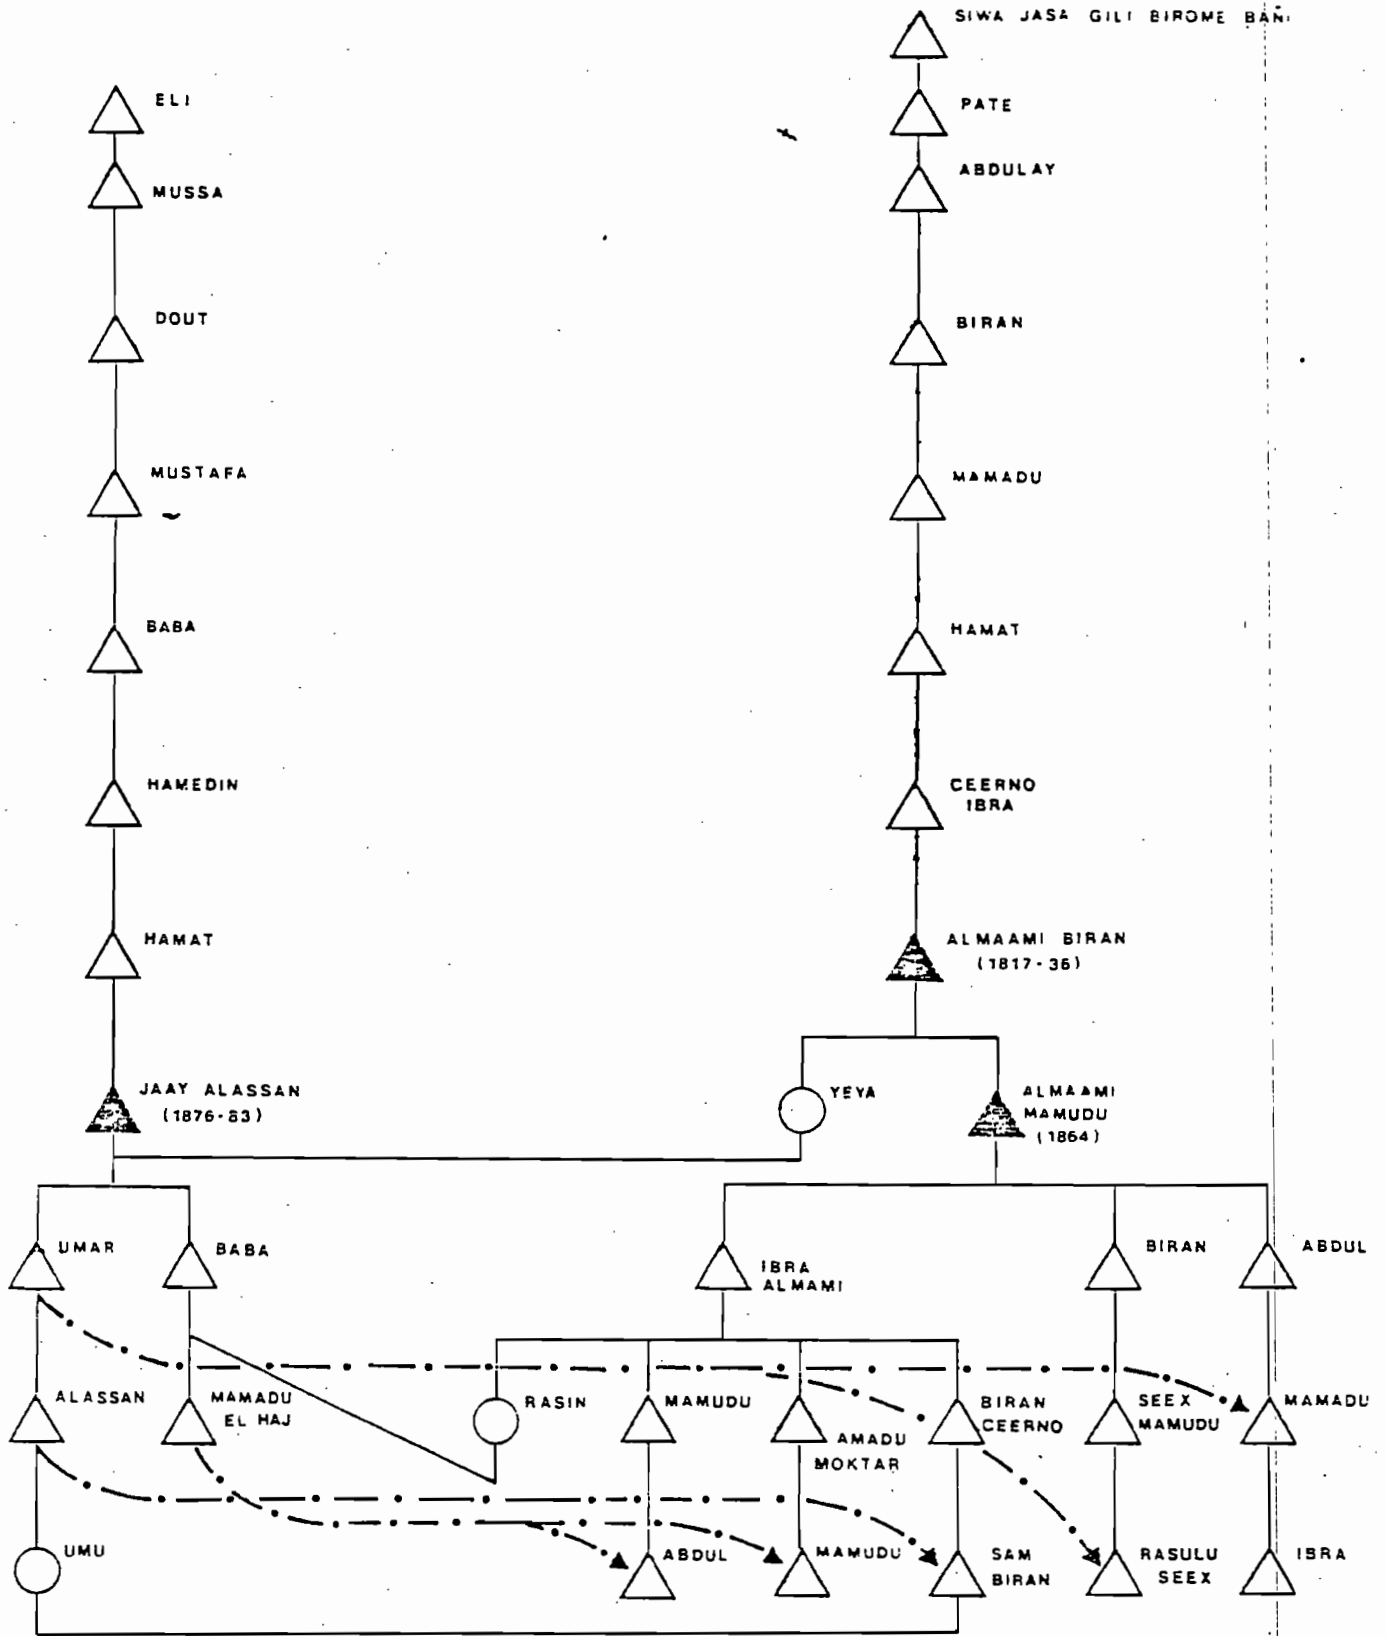 SIWA JASA GILI BIROME BANI
ELI
PATE
ABDULAY
MUSSA
DOUT
BIRAN
MUSTAFA
MAMADU
BABA
HAMAT
HAMEDIN
CEERNO
IBRA
HAMAT
ALMAAMI BIRAN
(1817-36)
JAAY ALASSAN
(1876-83)
YEYA
ALMAAMI
MAMUDU
(1864)
UMAR
BABA
IBRA
ALMAMI
BIRAN
ABDUL
ALASSAN
MAMADU
EL HAJ
RASIN
MAMUDU
AMADU
MOKTAR
BIRAN
CEERNO
SEEX
MAMUDU
MAMADU
UMU
ABDUL
MAMUDU
SAM
BIRAN
RASULU
SEEX
IBRA